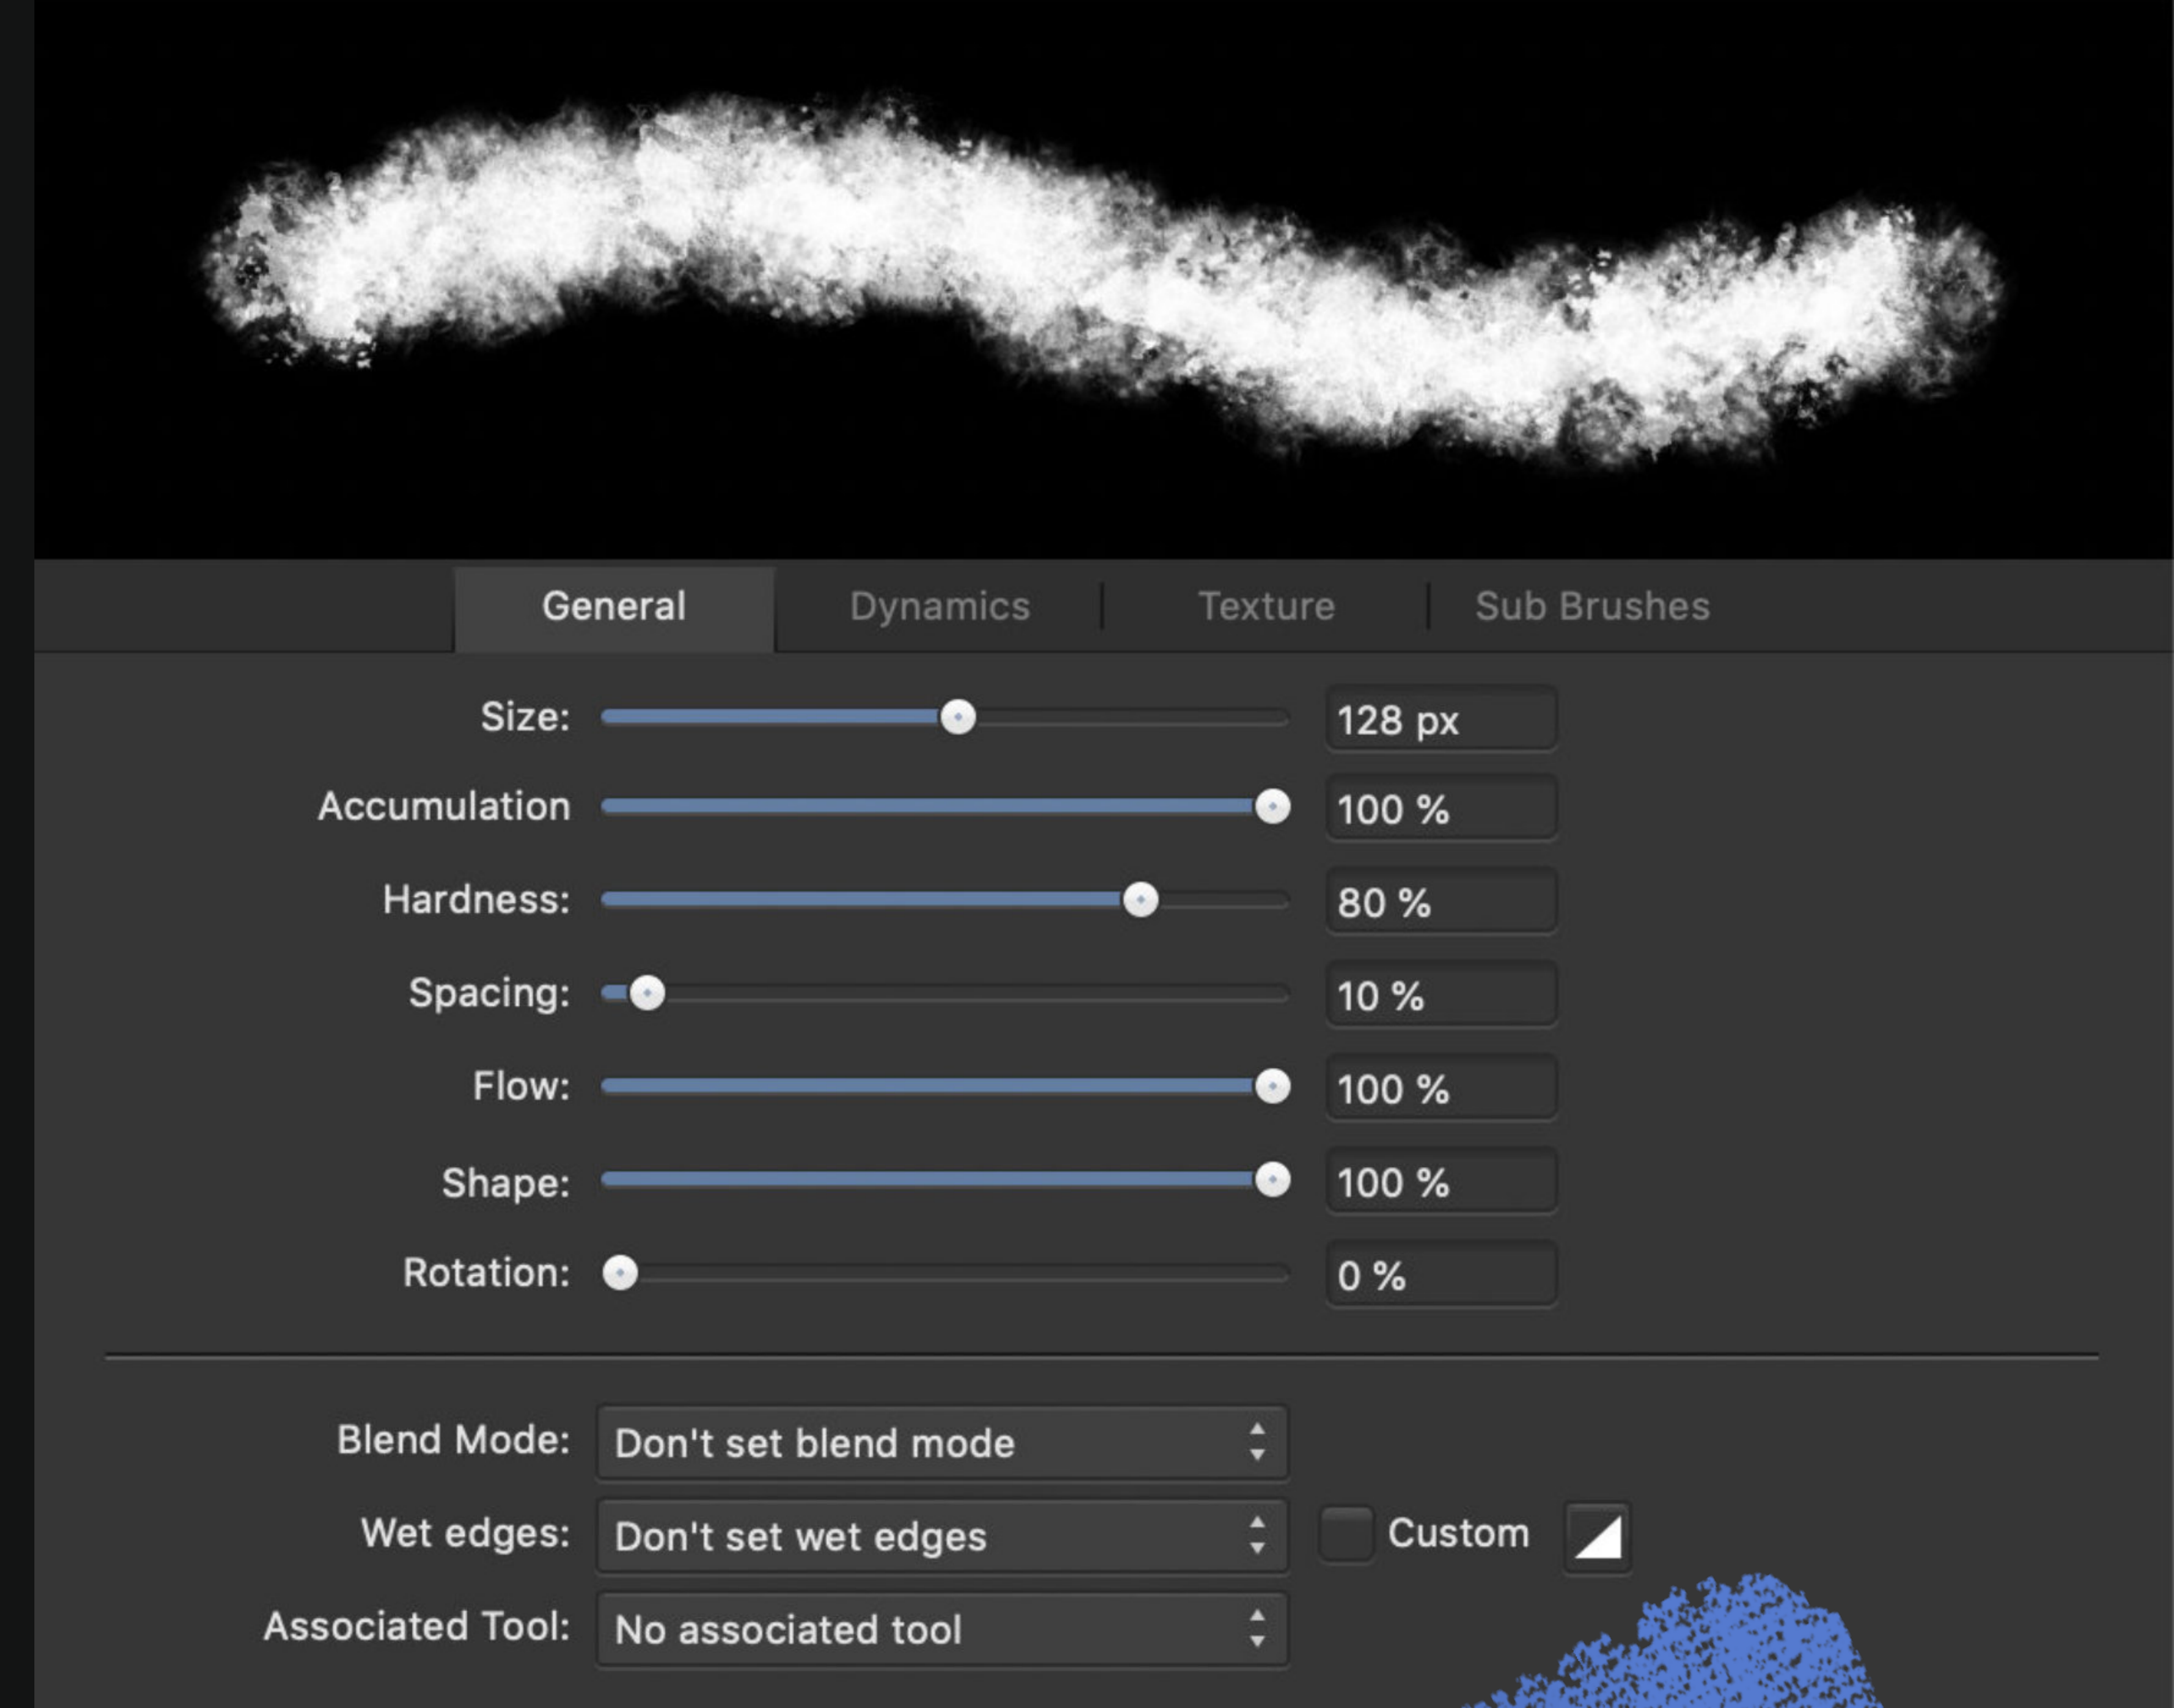 General Dynamics Texture Sub Brushes
Size: 128 px
Accumulation 100 %
Hardness: 80 %
Spacing: 10 %
Flow: 100 %
Shape: 100 %
Rotation: 0 %
Blend Mode: Don't set blend mode
Wet edges: Don't set wet edges Custom
Associated Tool: No associated tool